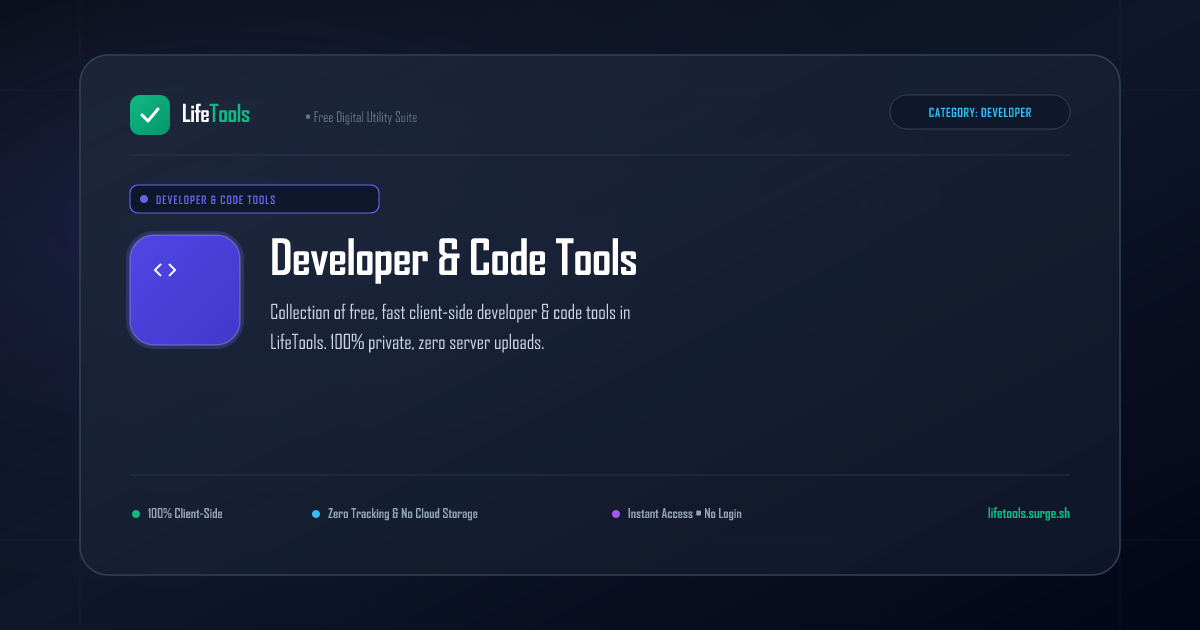 LifeTools
• Free Digital Utility Suite
CATEGORY: DEVELOPER
DEVELOPER & CODE TOOLS
Developer & Code Tools
Collection of free, fast client-side developer & code tools in
LifeTools. 100% private, zero server uploads.
100% Client-Side
Zero Tracking & No Cloud Storage
Instant Access • No Login
lifetools.surge.sh